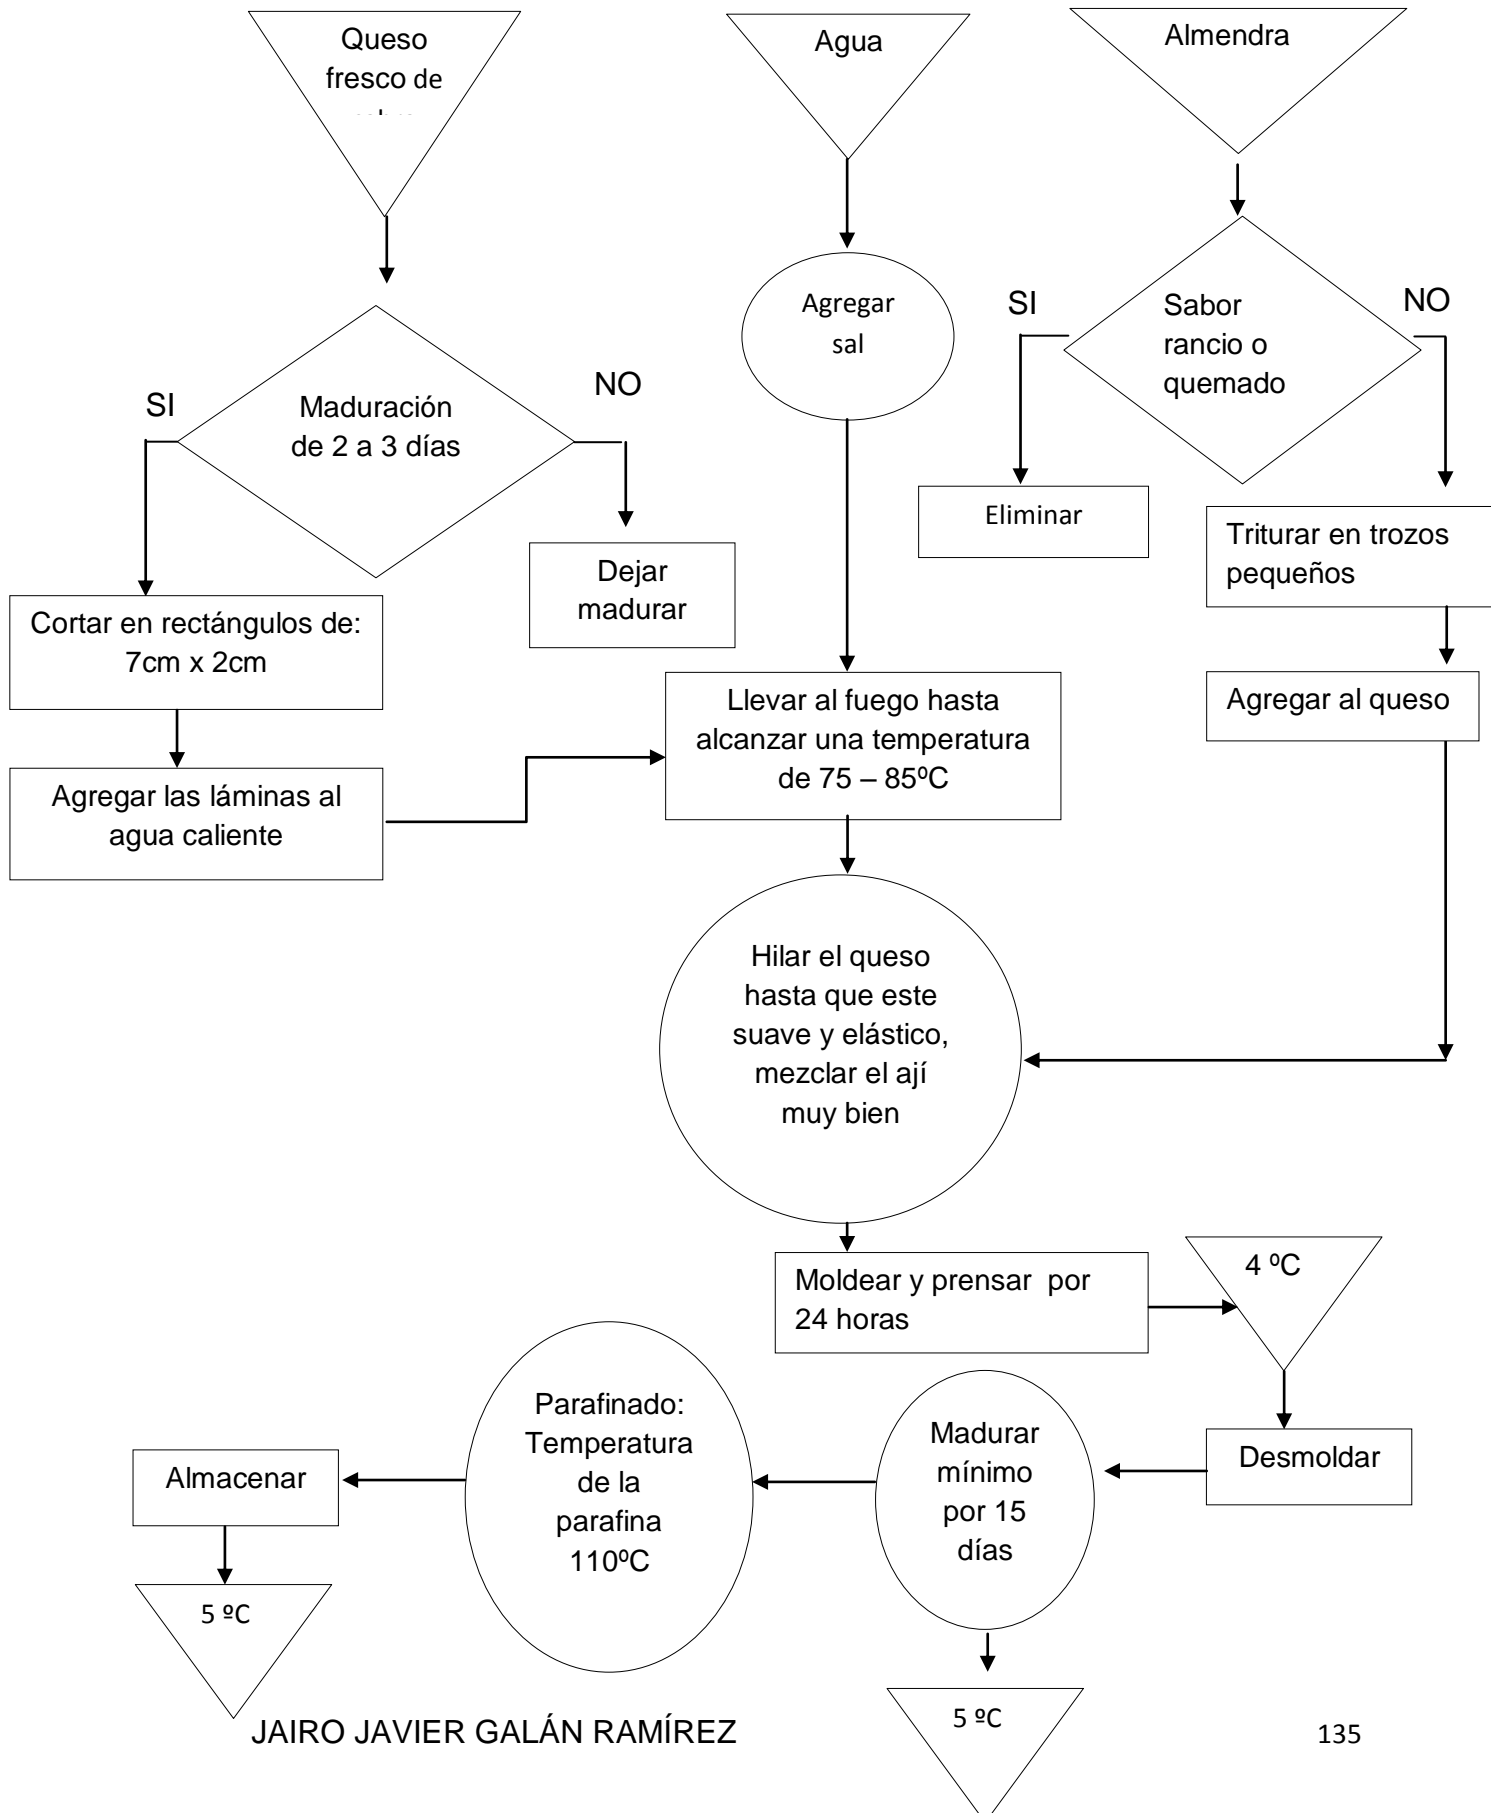 Queso
fresco de
Agua
Almendra
SI
NO
Maduración
de 2 a 3 días
Agregar
sal
SI
NO
Sabor
rancio o
quemado
Eliminar
Triturar en trozos
pequeños
Dejar
madurar
Cortar en rectángulos de:
7cm x 2cm
Agregar al queso
Llevar al fuego hasta
alcanzar una temperatura
de 75 – 85ºC
Agregar las láminas al
agua caliente
Hilar el queso
hasta que este
suave y elástico,
mezclar el ají
muy bien
Moldear y prensar por
24 horas
4 ºC
Desmoldar
Madurar
mínimo
por 15
días
Parafinado:
Temperatura
de la
parafina
110ºC
Almacenar
5 ºC
5 ºC
JAIRO JAVIER GALÁN RAMÍREZ
135